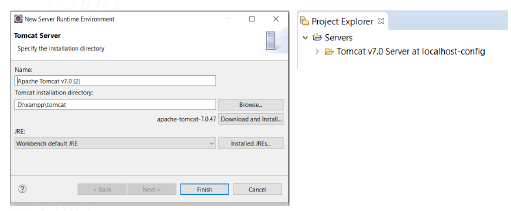 New Server Runtime Environment
Tomcat Server
Specify the installation directory
Name:
Apache Tomcat v7.0 (2)
Tomcat installation directory:
D:\xampp\tomcat
Browse...
apache-tomcat-7.0.47
Download and Install...
JRE:
Workbench default JRE
Installed JREs...
?
< Back
Next >
Finish
Cancel
Project Explorer
Servers
Tomcat v7.0 Server at localhost-config